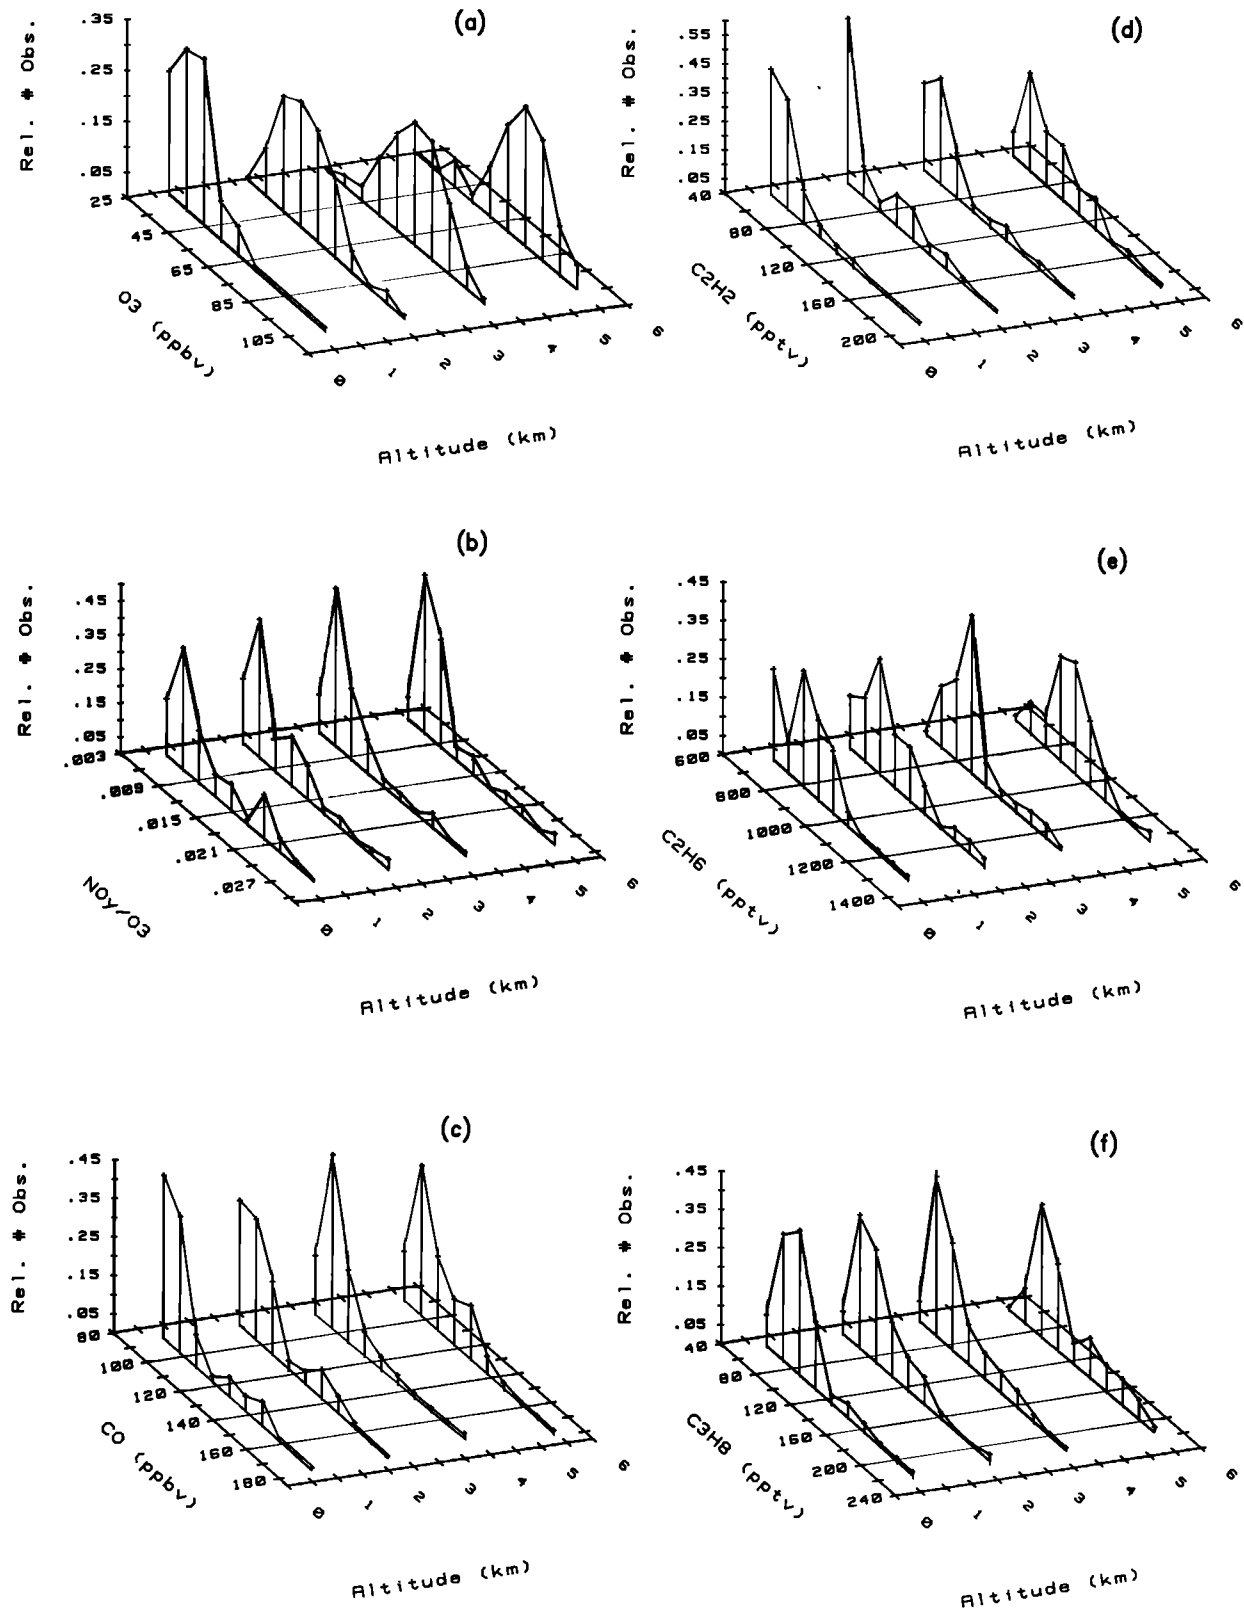 (a)
Rel. # Obs.
.35
.25
.15
.05
25
45
65
85
105
O3 (ppbv)
0 1 2 3 4 5 6
Altitude (km)
(d)
Rel. # Obs.
.55
.45
.35
.25
.15
.05
40
80
120
160
200
C2H2 (pptv)
0 1 2 3 4 5 6
Altitude (km)
(b)
Rel. # Obs.
.45
.35
.25
.15
.05
.003
.009
.015
.021
.027
NOy/O3
0 1 2 3 4 5 6
Altitude (km)
(e)
Rel. # Obs.
.45
.35
.25
.15
.05
600
800
1000
1200
1400
C2H6 (pptv)
0 1 2 3 4 5 6
Altitude (km)
(c)
Rel. # Obs.
.45
.35
.25
.15
.05
80
100
120
140
160
180
CO (ppbv)
0 1 2 3 4 5 6
Altitude (km)
(f)
Rel. # Obs.
.45
.35
.25
.15
.05
40
80
120
160
200
240
C3H8 (pptv)
0 1 2 3 4 5 6
Altitude (km)